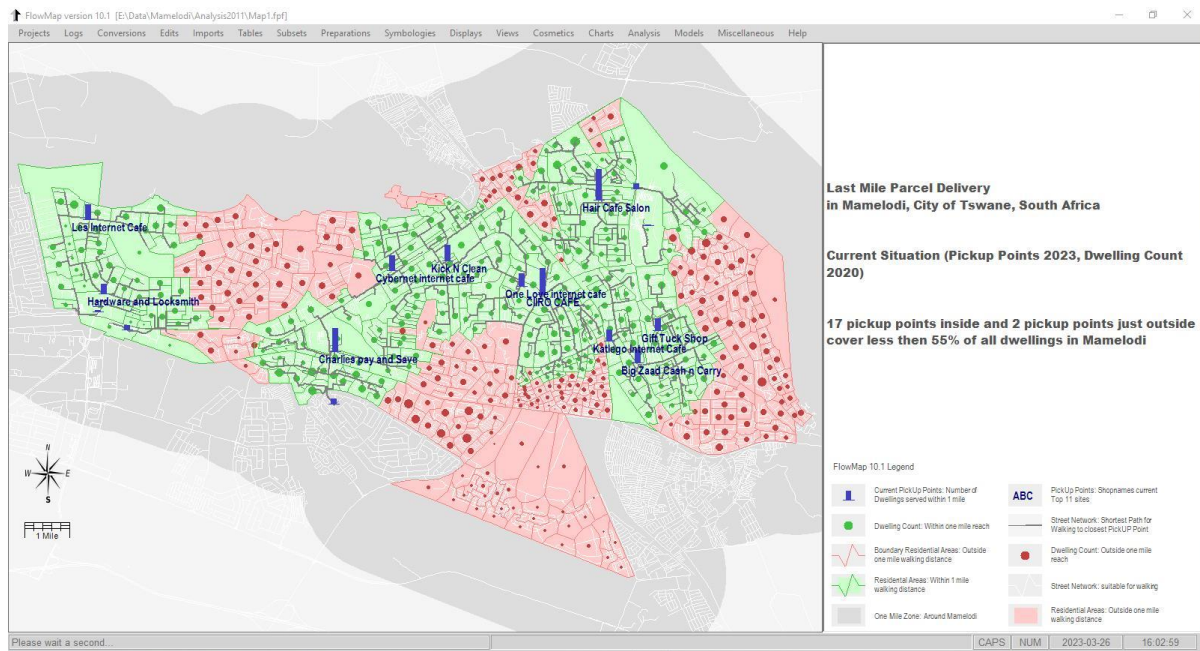 FlowMap version 10.1 [E:\Data\Mamelodi\Analysis2011\Map1.fpf]
Projects Logs Conversions Edits Imports Tables Subsets Preparations Symbologies Displays Views Cosmetics Charts Analysis Models Miscellaneous Help
Hair Cafe Salon
Les Internet Cafe
Kick N Clean
Cybernet internet cafe
One Love internet cafe
CIIRO CAFE
Hardware and Locksmith
Gift Tuck Shop
Katlego Internet Cafe
Charlies pay and Save
Big Zaad Cash n Carry
N
W E
S
1 Mile
Last Mile Parcel Delivery
in Mamelodi, City of Tswane, South Africa
Current Situation (Pickup Points 2023, Dwelling Count
2020)
17 pickup points inside and 2 pickup points just outside
cover less then 55% of all dwellings in Mamelodi
FlowMap 10.1 Legend
Current PickUp Points: Number of
Dwellings served within 1 mile
Dwelling Count: Within one mile reach
Boundary Residential Areas: Outside
one mile walking distance
Residental Areas: Within 1 mile
walking distance
One Mile Zone: Around Mamelodi
ABC
PickUp Points: Shopnames current
Top 11 sites
Street Network: Shortest Path for
Walking to closest PickUP Point
Dwelling Count: Outside one mile
reach
Street Network: suitable for walking
Residential Areas: Outside one mile
walking distance
Please wait a second...
CAPS NUM 2023-03-26 16:02:59